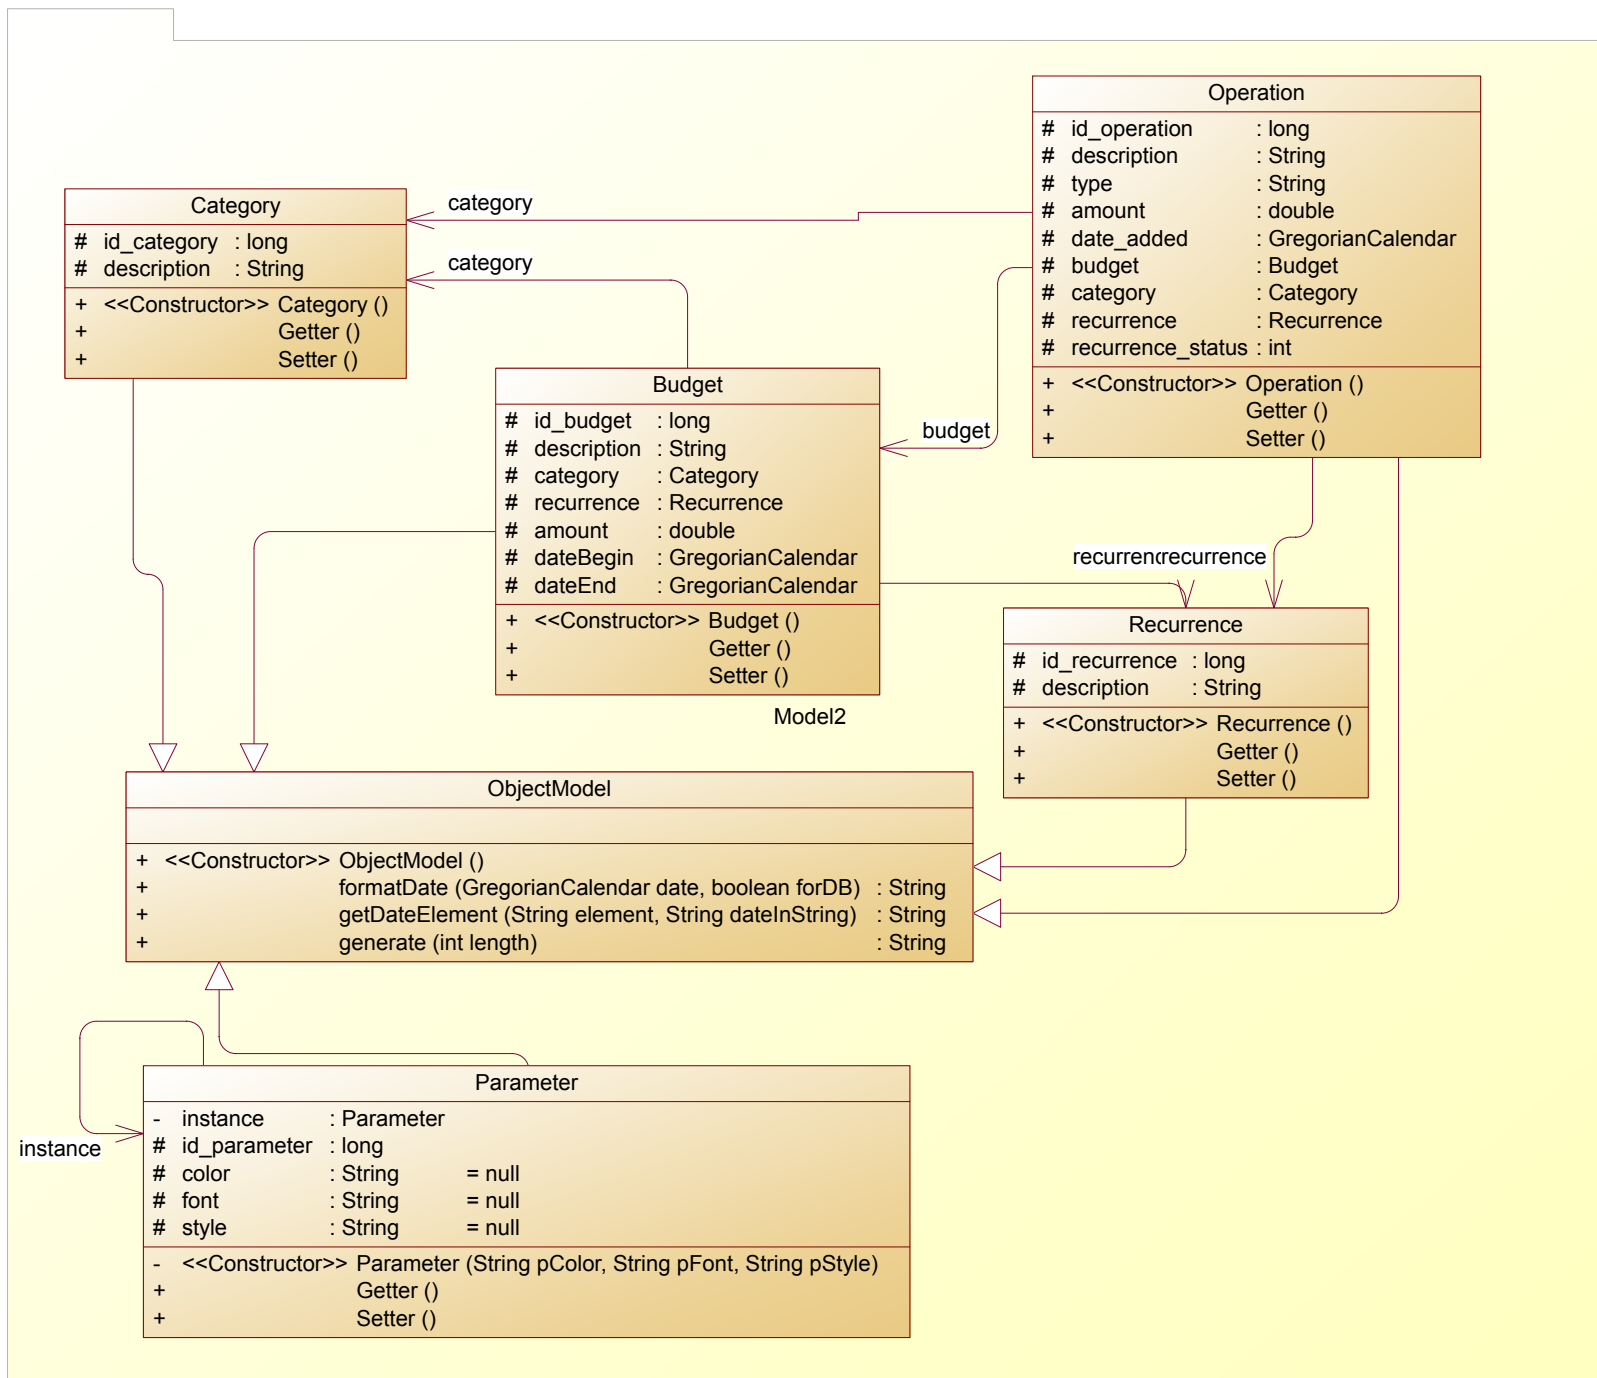 Operation
# id_operation : long
# description : String
# type : String
# amount : double
# date_added : GregorianCalendar
# budget : Budget
# category : Category
# recurrence : Recurrence
# recurrence_status : int
+ <<Constructor>> Operation ()
+ Getter ()
+ Setter ()
Category
# id_category : long
# description : String
+ <<Constructor>> Category ()
+ Getter ()
+ Setter ()
category
category
budget
Budget
# id_budget : long
# description : String
# category : Category
# recurrence : Recurrence
# amount : double
# dateBegin : GregorianCalendar
# dateEnd : GregorianCalendar
+ <<Constructor>> Budget ()
+ Getter ()
+ Setter ()
Model2
recurrencrecurrence
Recurrence
# id_recurrence : long
# description : String
+ <<Constructor>> Recurrence ()
+ Getter ()
+ Setter ()
ObjectModel
+ <<Constructor>> ObjectModel ()
+ formatDate (GregorianCalendar date, boolean forDB) : String
+ getDateElement (String element, String dateInString) : String
+ generate (int length) : String
instance
Parameter
- instance : Parameter
# id_parameter : long
# color : String = null
# font : String = null
# style : String = null
- <<Constructor>> Parameter (String pColor, String pFont, String pStyle)
+ Getter ()
+ Setter ()